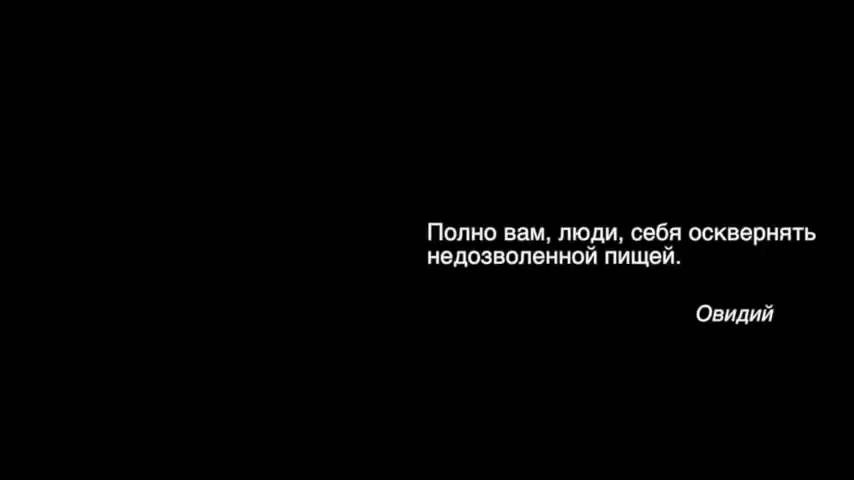 Полно вам, люди, себя осквернять
недозволенной пищей.
Овидий